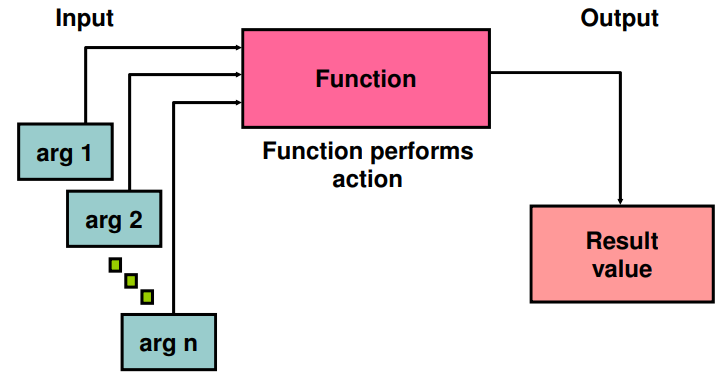 Input
Output
Function
Function performs
action
arg 1
arg 2
arg n
Result
value